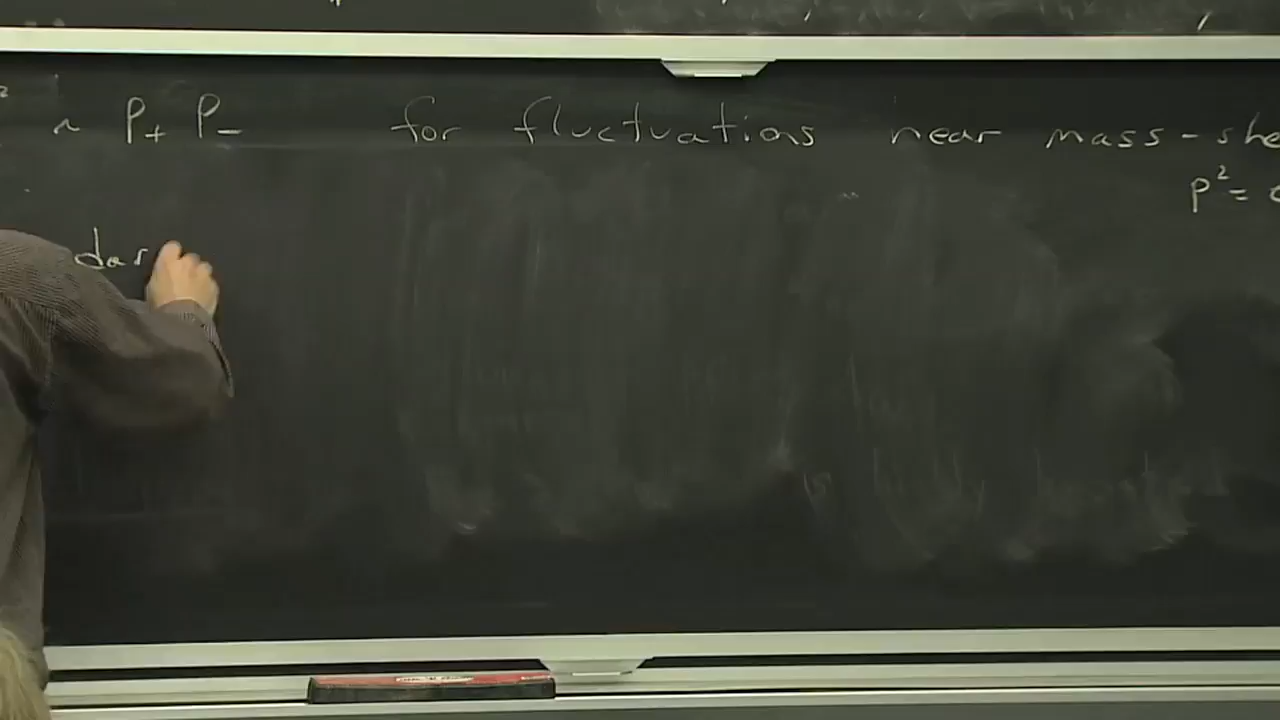 ~ P₊ P₋ for fluctuations near mass-she
p² =
dar